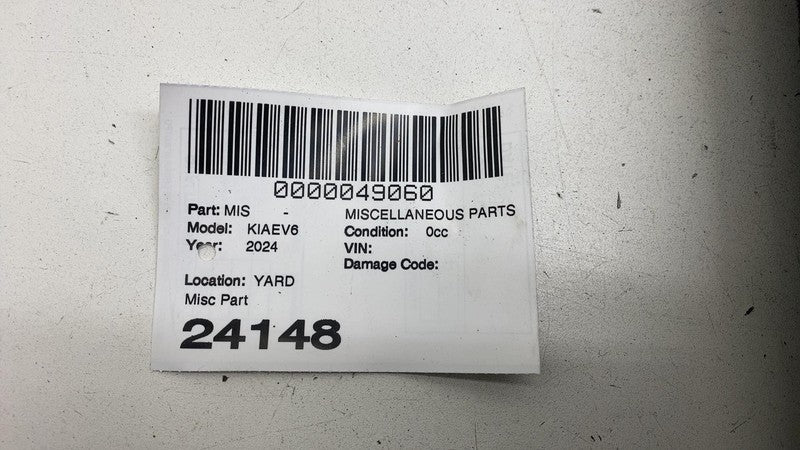 0000049060
Part: MIS - MISCELLANEOUS PARTS
Model: KIAEV6 Condition: 0cc
Year: 2024 VIN:
Damage Code:
Location: YARD
Misc Part
24148